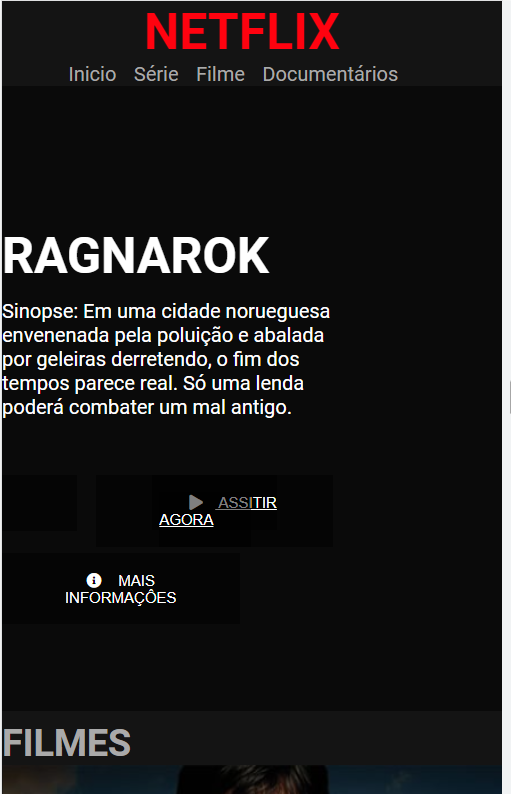 NETFLIX
Inicio Série Filme Documentários
RAGNAROK
Sinopse: Em uma cidade norueguesa
envenenada pela poluição e abalada
por geleiras derretendo, o fim dos
tempos parece real. Só uma lenda
poderá combater um mal antigo.
ASSITIR
AGORA
MAIS
INFORMAÇÔES
FILMES